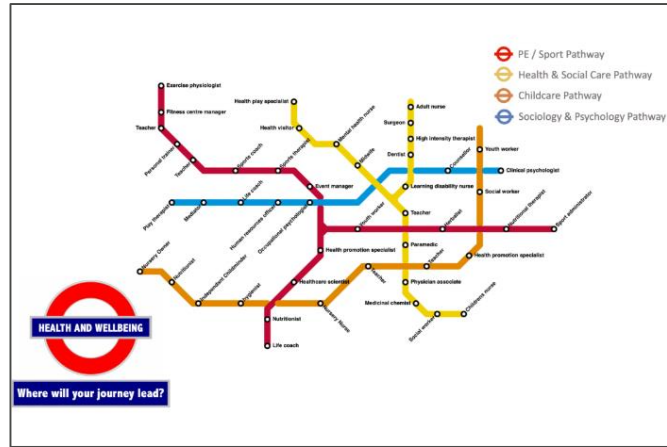 PE / Sport Pathway
Health & Social Care Pathway
Childcare Pathway
Sociology & Psychology Pathway
Exercise physiologist
Fitness centre manager
Teacher
Personal trainer
Teacher
Sports coach
Sports therapist
Event manager
Health play specialist
Health visitor
Mental health nurse
Midwife
Adult nurse
Surgeon
High intensity therapist
Dentist
Learning disability nurse
Youth worker
Counsellor
Clinical psychologist
Social worker
Play therapist
Mediator
Life coach
Human resources officer
Occupational psychologist
Teacher
Youth worker
Herbalist
Nutritional therapist
Sport administrator
Health promotion specialist
Paramedic
Teacher
Teacher
Health promotion specialist
Nursery Owner
Nutritionist
Independent Childminder
hygienist
Healthcare scientist
Nursery Nurse
Physician associate
Medicinal chemist
Social worker
Childrens nurse
Nutritionist
Life coach
HEALTH AND WELLBEING
Where will your journey lead?